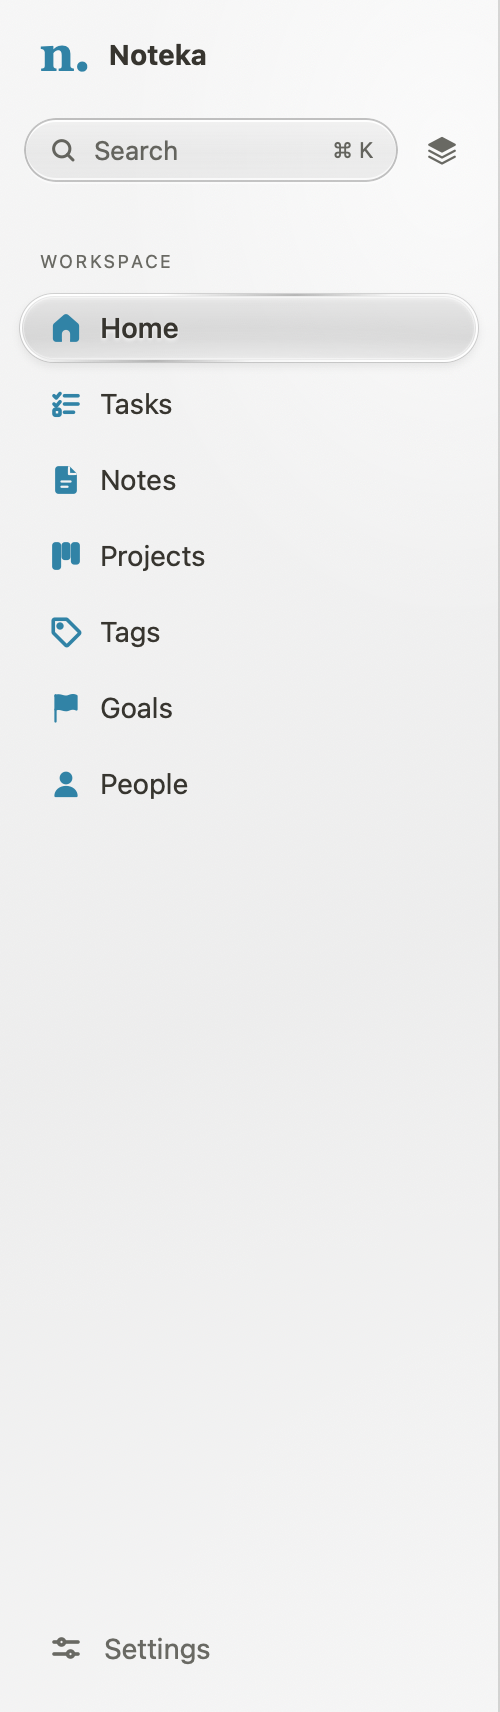 n. Noteka
Search ⌘ K
WORKSPACE
Home
Tasks
Notes
Projects
Tags
Goals
People
Settings